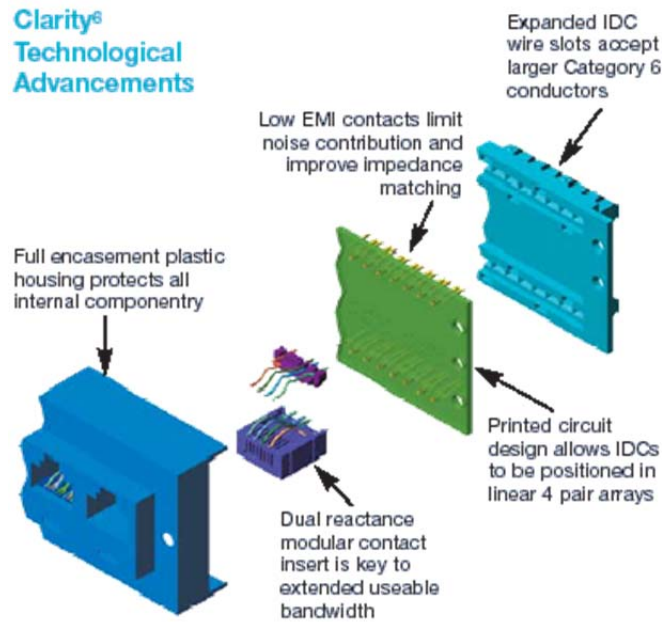 Clarity⁶
Technological
Advancements
Expanded IDC
wire slots accept
larger Category 6
conductors
Low EMI contacts limit
noise contribution and
improve impedance
matching
Full encasement plastic
housing protects all
internal componentry
Printed circuit
design allows IDCs
to be positioned in
linear 4 pair arrays
Dual reactance
modular contact
insert is key to
extended useable
bandwidth